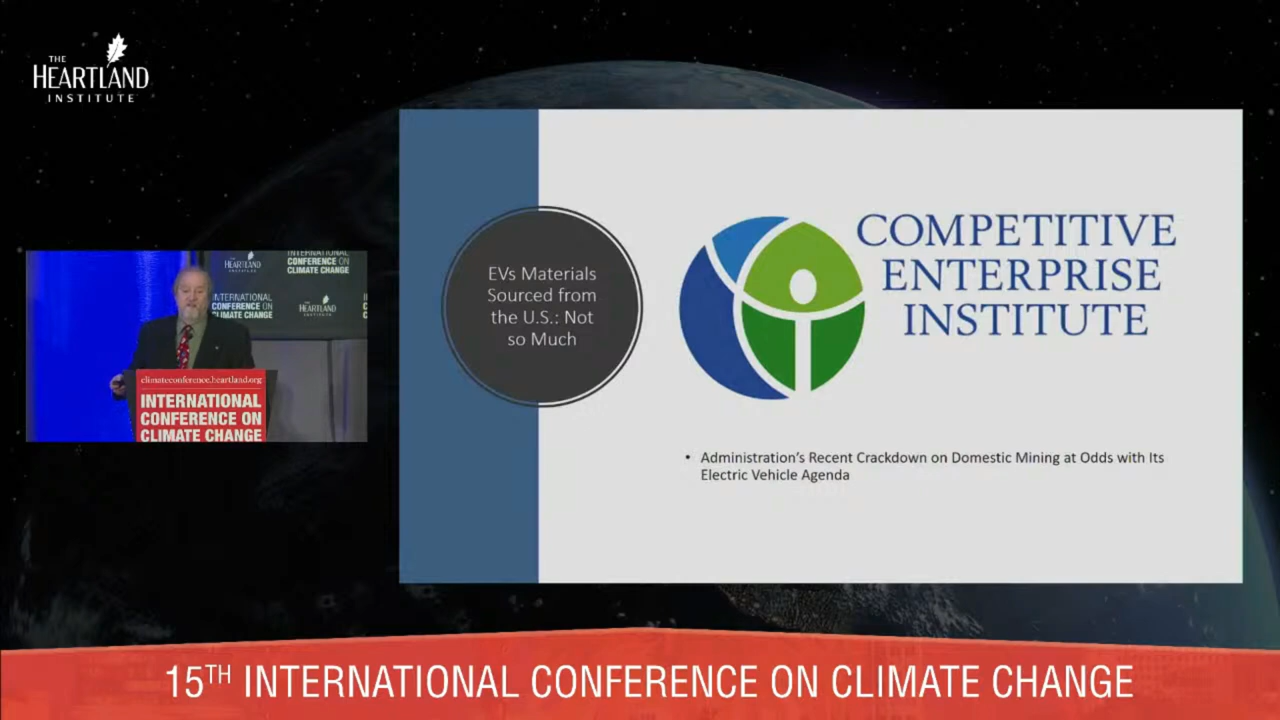 THE
HEARTLAND
INSTITUTE
EVs Materials
Sourced from
the U.S.: Not
so Much
COMPETITIVE
ENTERPRISE
INSTITUTE
• Administration's Recent Crackdown on Domestic Mining at Odds with Its
Electric Vehicle Agenda
THE
HEARTLAND
INSTITUTE
INTERNATIONAL
CONFERENCE ON
CLIMATE CHANGE
INTERNATIONAL
CONFERENCE ON
CLIMATE CHANGE
HEARTLAND
climateconference.heartland.org
INTERNATIONAL
CONFERENCE ON
CLIMATE CHANGE
15TH INTERNATIONAL CONFERENCE ON CLIMATE CHANGE